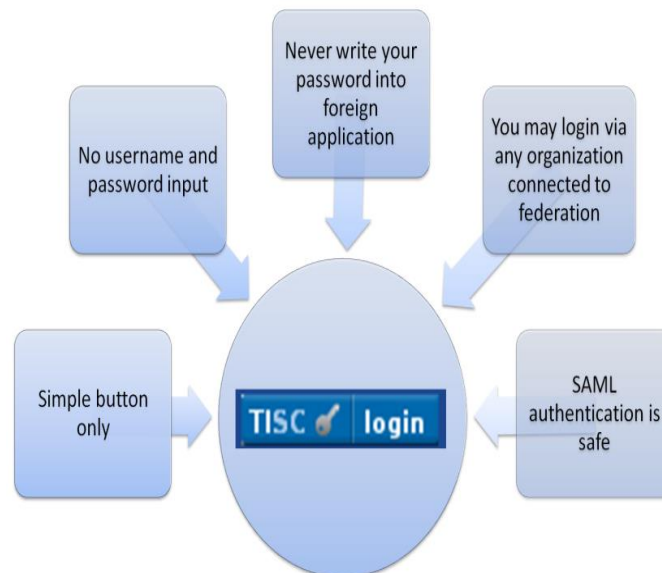 Simple button
only
No username and
password input
Never write your
password into
foreign
application
You may login via
any organization
connected to
federation
SAML
authentication is
safe
TISC login